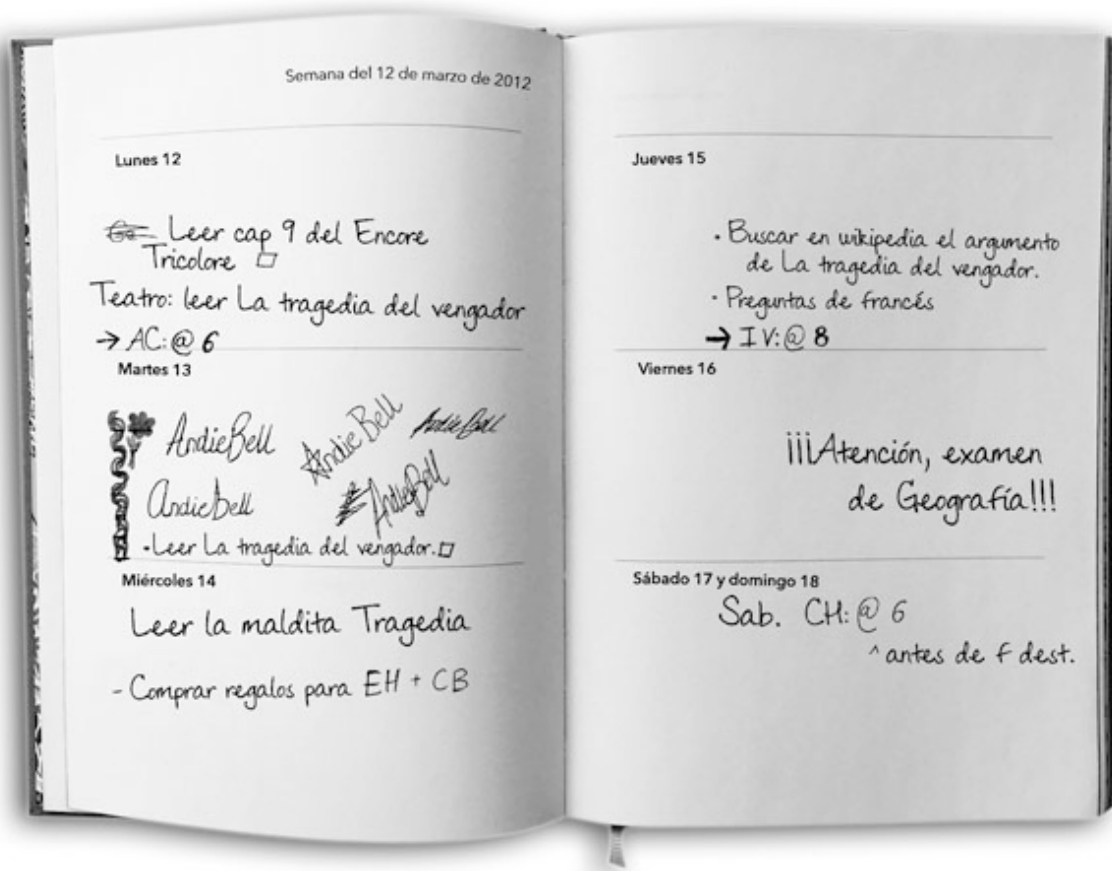 Semana del 12 de marzo de 2012
Lunes 12
Leer cap 9 del Encore
Tricolore
Teatro: leer La tragedia del vengador
→ AC: @ 6
Martes 13
AndieBell
Andie Bell
Andie Bell
AndieBell
AndieBell
•Leer La tragedia del vengador.
Miércoles 14
Leer la maldita Tragedia
- Comprar regalos para EH + CB
Jueves 15
• Buscar en wikipedia el argumento
de La tragedia del vengador.
• Preguntas de francés
→ IV: @ 8
Viernes 16
¡¡¡Atención, examen
de Geografía!!!
Sábado 17 y domingo 18
Sab. CH: @ 6
^ antes de f dest.